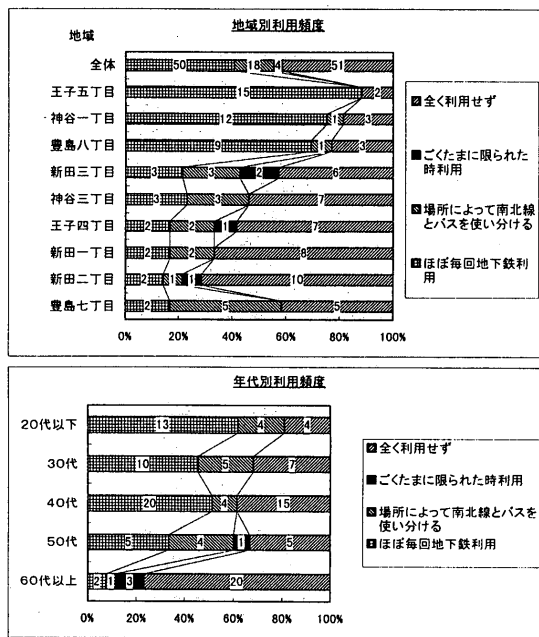 地域別利用頻度
地域
全体 50 18 4 51
王子五丁目 15 2
神谷一丁目 12 1 3
豊島八丁目 9 1 3
新田三丁目 3 3 2 6
神谷三丁目 3 3 7
王子四丁目 2 2 1 7
新田一丁目 2 2 8
新田二丁目 2 1 1 10
豊島七丁目 2 5 5
0% 20% 40% 60% 80% 100%
全く利用せず
ごくたまに限られた
時利用
場所によって南北線
とバスを使い分ける
ほぼ毎回地下鉄利
用
年代別利用頻度
20代以下 13 4 4
30代 10 5 7
40代 20 4 15
50代 5 4 1 5
60代以上 2 1 3 20
0% 20% 40% 60% 80% 100%
全く利用せず
ごくたまに限られた時利用
場所によって南北線とバスを
使い分ける
ほぼ毎回地下鉄利用